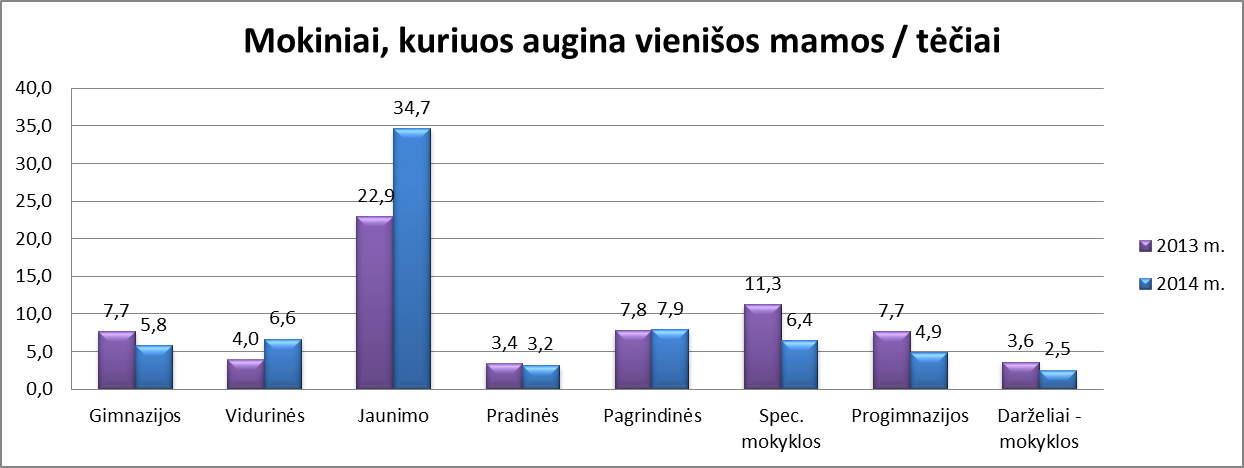 Mokiniai, kuriuos augina vienišos mamos / tėčiai
40,0
35,0
30,0
25,0
20,0
15,0
10,0
5,0
0,0
7,7
5,8
4,0
6,6
22,9
34,7
3,4
3,2
7,8
7,9
11,3
6,4
7,7
4,9
3,6
2,5
Gimnazijos
Vidurinės
Jaunimo
Pradinės
Pagrindinės
Spec.
mokyklos
Progimnazijos
Darželiai -
mokyklos
2013 m.
2014 m.